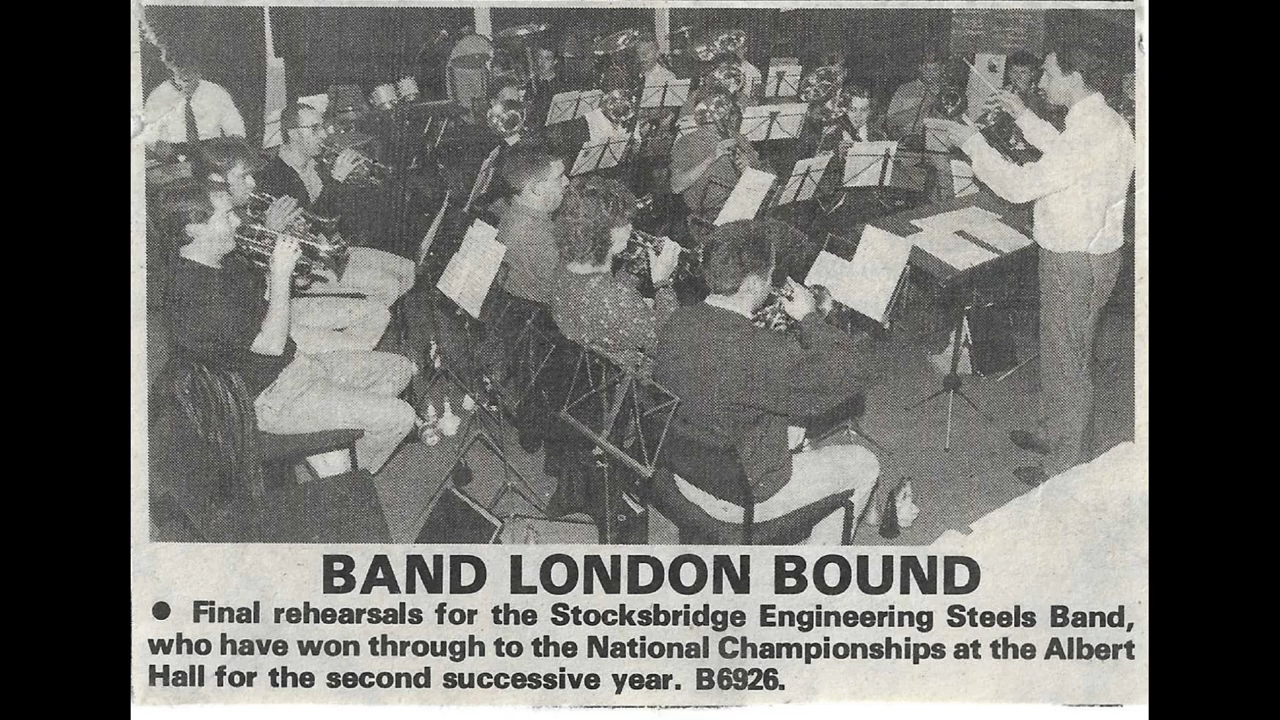 BAND LONDON BOUND
● Final rehearsals for the Stocksbridge Engineering Steels Band,
who have won through to the National Championships at the Albert
Hall for the second successive year. B6926.